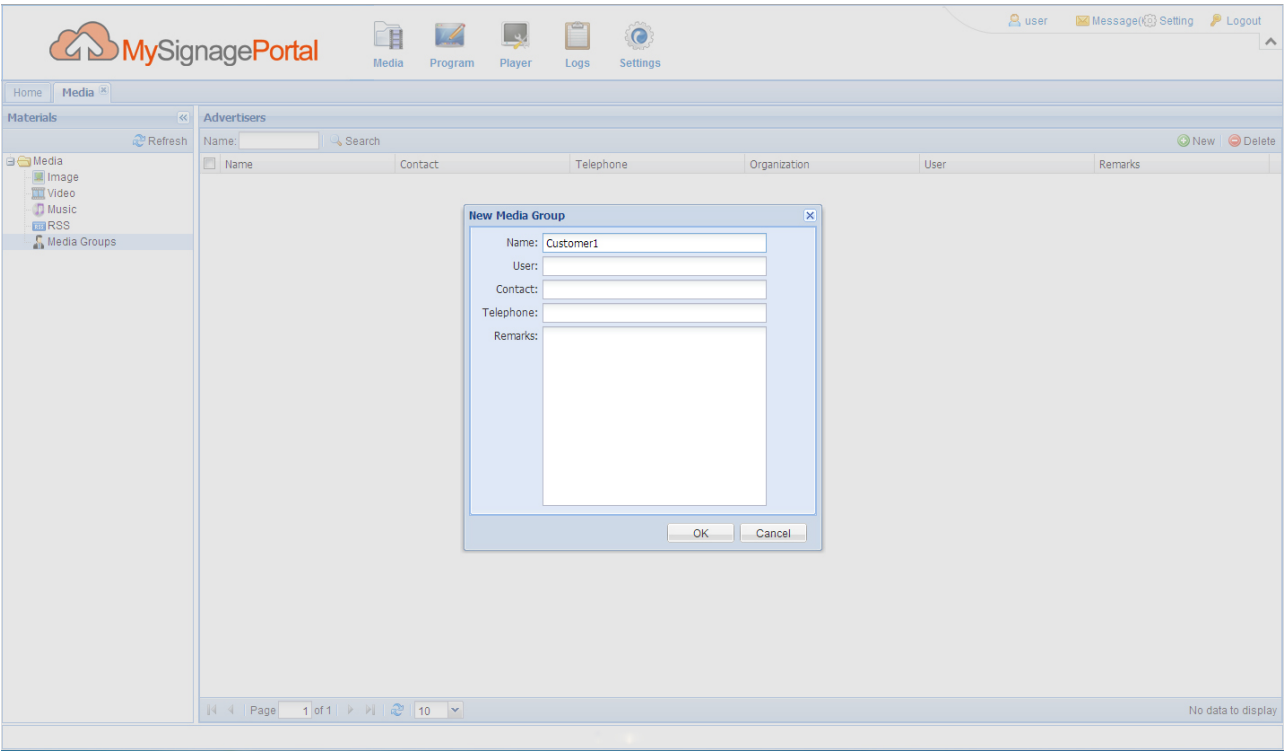 MySignagePortal
Media Program Player Logs Settings
user Message( Setting Logout
Home Media
Materials Advertisers
Refresh Name: Search New Delete
Media Name Contact Telephone Organization User Remarks
Image
Video
Music
RSS
Media Groups
New Media Group
Name: Customer1
User:
Contact:
Telephone:
Remarks:
OK Cancel
Page 1 of 1 10 No data to display